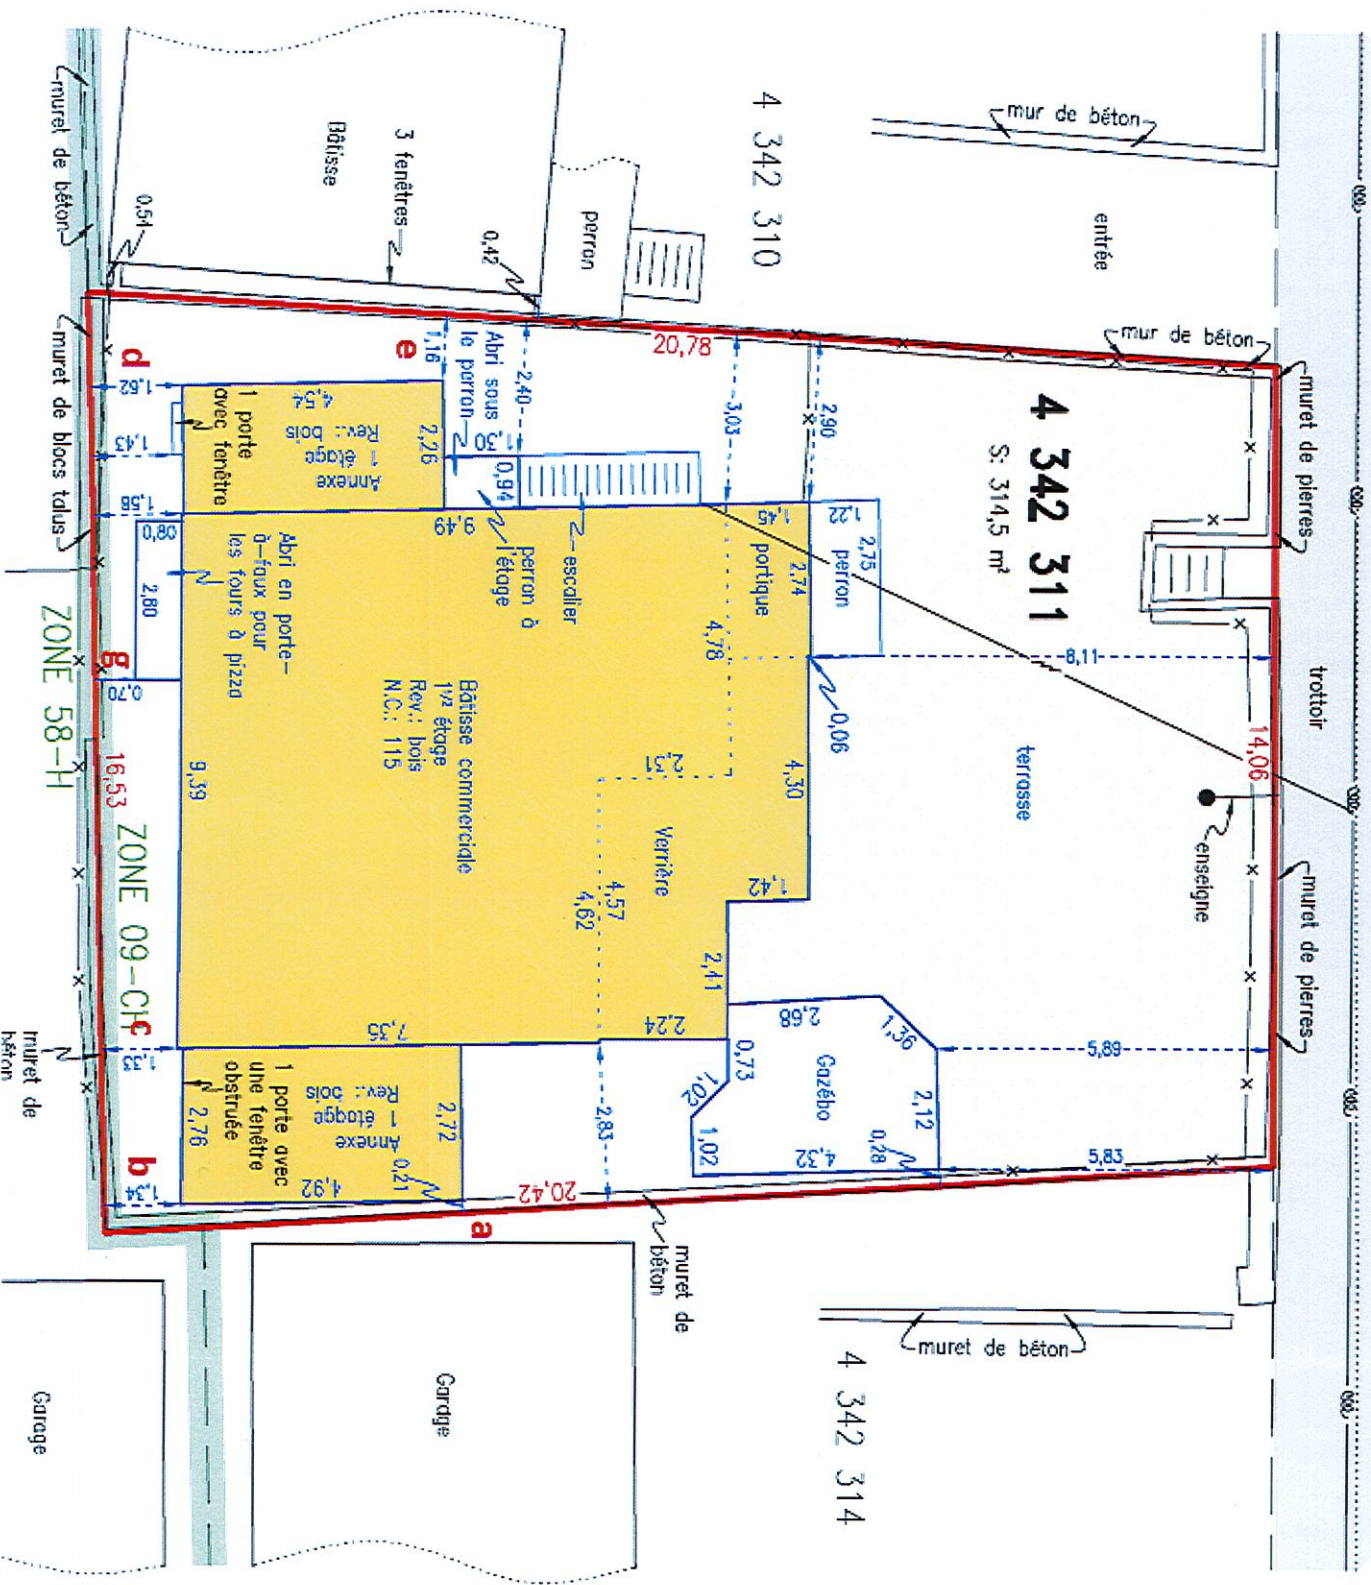 trottoir
muret de pierres
muret de pierres
mur de béton
mur de béton
entrée
4 342 310
4 342 311
S: 314,5 m²
14,06
enseigne
terrasse
8,11
5,89
5,83
20,78
2,90
3,03
1,22
2,75
perron
0,06
1,45
2,74
portique
4,78
4,30
2,31
Verrière
1,42
2,41
4,57
4,62
2,24
2,68
1,36
Gazébo
2,12
0,28
4,32
0,73
1,02
1,02
2,83
20,42
muret de
béton
muret de béton
4 342 314
perron
0,42
3 fenêtres
Bâtisse
0,54
muret de béton
muret de blocs talus
e
1,16
Abri sous
le perron
2,40
1,30
0,94
escalier
perron à
l'étage
9,49
d
1,62
1,43
1,58
4,54
2,26
Annexe
1 étage
Rev.: bois
1 porte
avec fenêtre
0,80
2,80
Abri en porte-
à-faux pour
les fours à pizza
g
0,70
9,39
Bâtisse commerciale
1½ étage
Rev.: bois
N.C.: 115
7,35
16,53
ZONE 58-H
ZONE 09-CH
c
1,33
b
1,34
a
2,72
0,21
4,92
2,76
Annexe
1 étagge
Rev.: bois
1 porte avec
une fenêtre
obstruée
muret de
béton
Garage
Garage